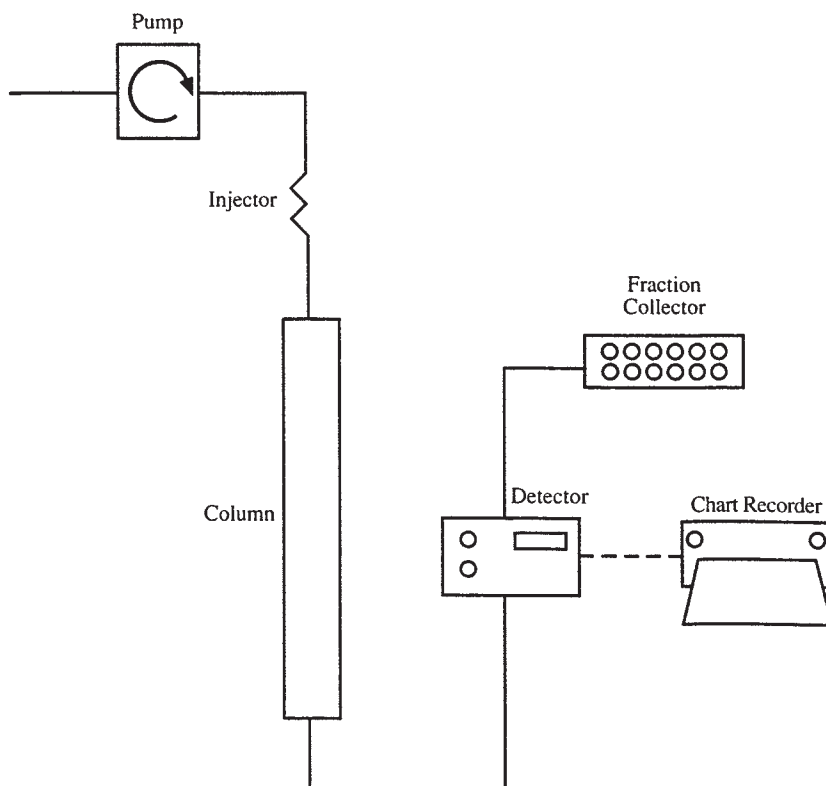 Pump
Injector
Fraction
Collector
Column
Detector
Chart Recorder